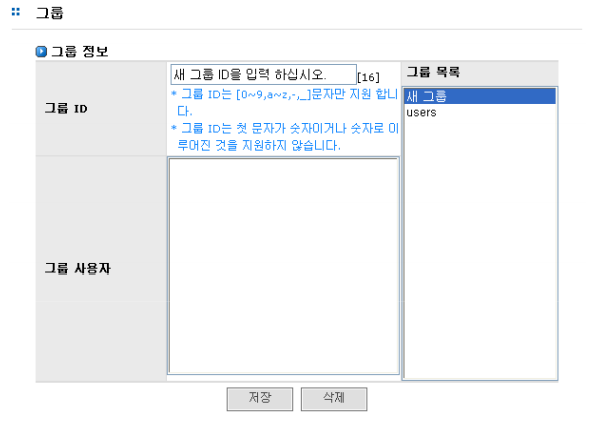 그룹
그룹 정보
그룹 ID
새 그룹 ID을 입력 하십시오. [16]
* 그룹 ID는 [0~9,a~z,-,_]문자만 지원 합니
다.
* 그룹 ID는 첫 문자가 숫자이거나 숫자로 이
루어진 것을 지원하지 않습니다.
그룹 목록
새 그룹
users
그룹 사용자
저장
삭제